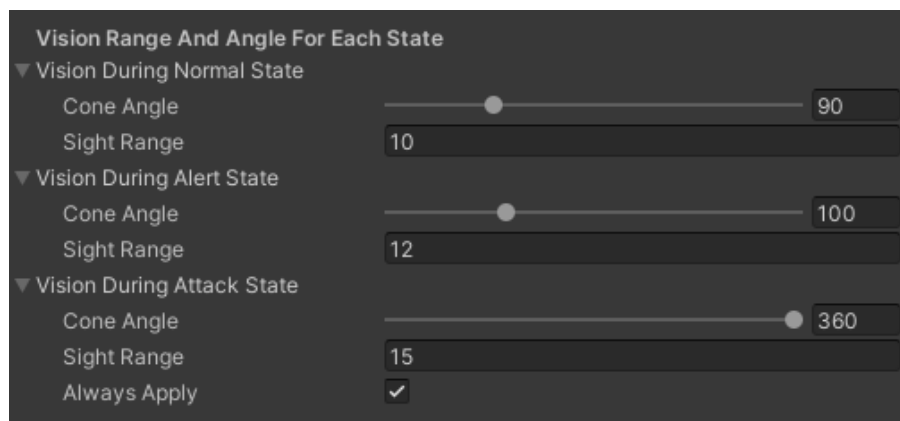 Vision Range And Angle For Each State
Vision During Normal State
Cone Angle 90
Sight Range 10
Vision During Alert State
Cone Angle 100
Sight Range 12
Vision During Attack State
Cone Angle 360
Sight Range 15
Always Apply